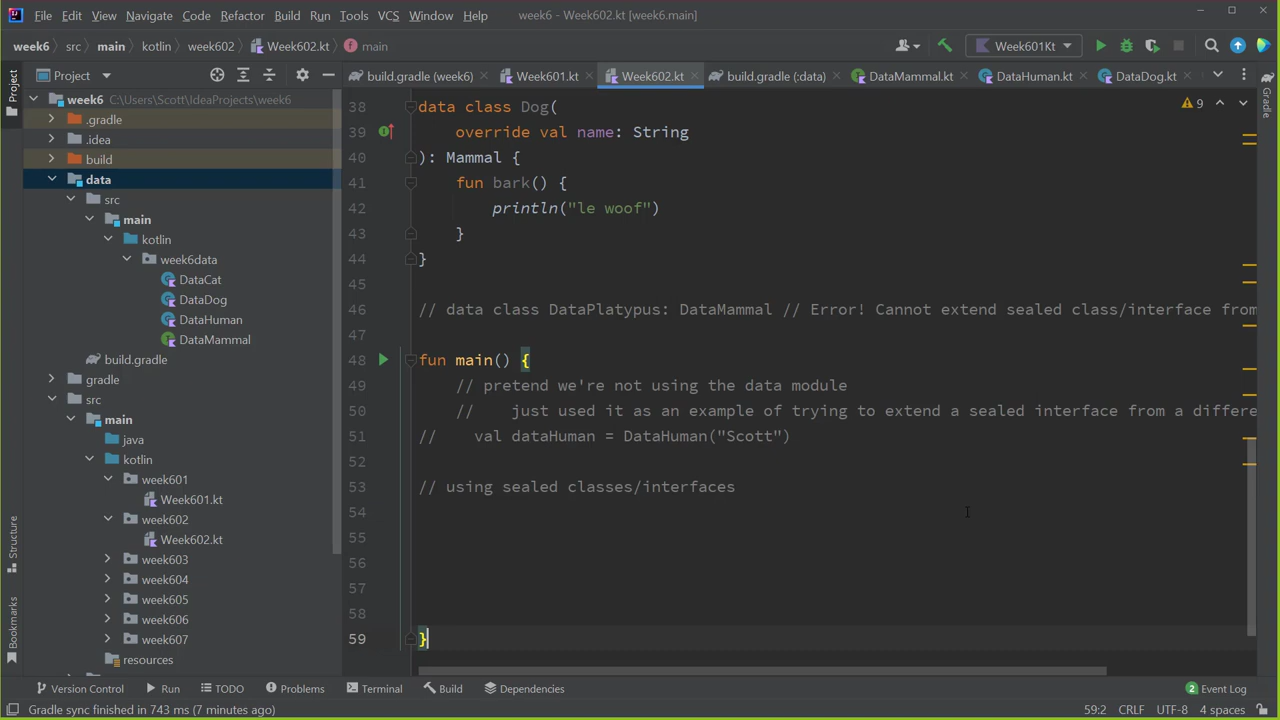 File Edit View Navigate Code Refactor Build Run Tools VCS Window Help week6 - Week602.kt [week6.main]
week6 src main kotlin week602 Week602.kt main Week601Kt
Project build.gradle (week6) Week601.kt Week602.kt build.gradle (:data) DataMammal.kt DataHuman.kt DataDog.kt
Project
Structure
Bookmarks
Gradle
week6 C:\Users\Scott\IdeaProjects\week6
.gradle
.idea
build
data
src
main
kotlin
week6data
DataCat
DataDog
DataHuman
DataMammal
build.gradle
gradle
src
main
java
kotlin
week601
Week601.kt
week602
Week602.kt
week603
week604
week605
week606
week607
resources
9
38 data class Dog(
39 override val name: String
40 ): Mammal {
41 fun bark() {
42 println("le woof")
43 }
44 }
45
46 // data class DataPlatypus: DataMammal // Error! Cannot extend sealed class/interface from
47
48 fun main() {
49 // pretend we're not using the data module
50 // just used it as an example of trying to extend a sealed interface from a differe
51 // val dataHuman = DataHuman("Scott")
52
53 // using sealed classes/interfaces
54
55
56
57
58
59 }
Version Control Run TODO Problems Terminal Build Dependencies 2 Event Log
Gradle sync finished in 743 ms (7 minutes ago) 59:2 CRLF UTF-8 4 spaces